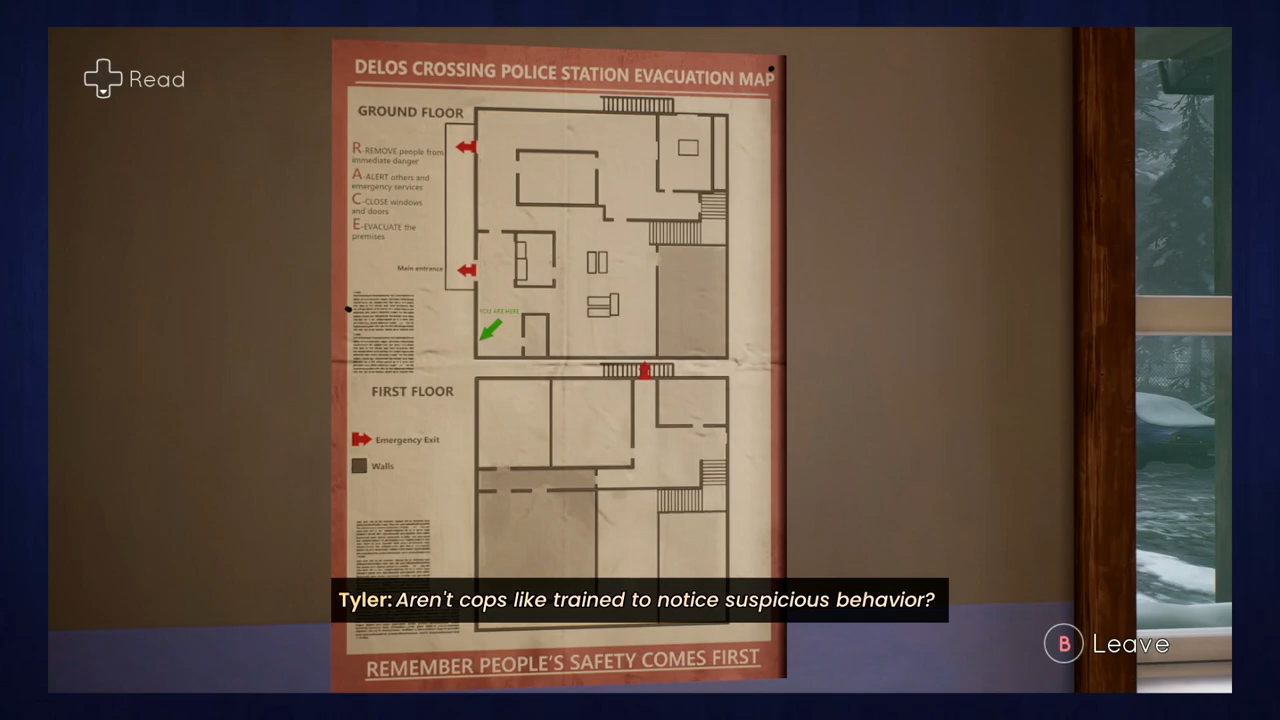 Read
DELOS CROSSING POLICE STATION EVACUATION MAP
GROUND FLOOR
R-REMOVE people from
immediate danger
A-ALERT others and
emergency services
C-CLOSE windows
and doors
E-EVACUATE the
premises
Main entrance
YOU ARE HERE
FIRST FLOOR
Emergency Exit
Walls
Tyler: Aren't cops like trained to notice suspicious behavior?
B Leave
REMEMBER PEOPLE'S SAFETY COMES FIRST